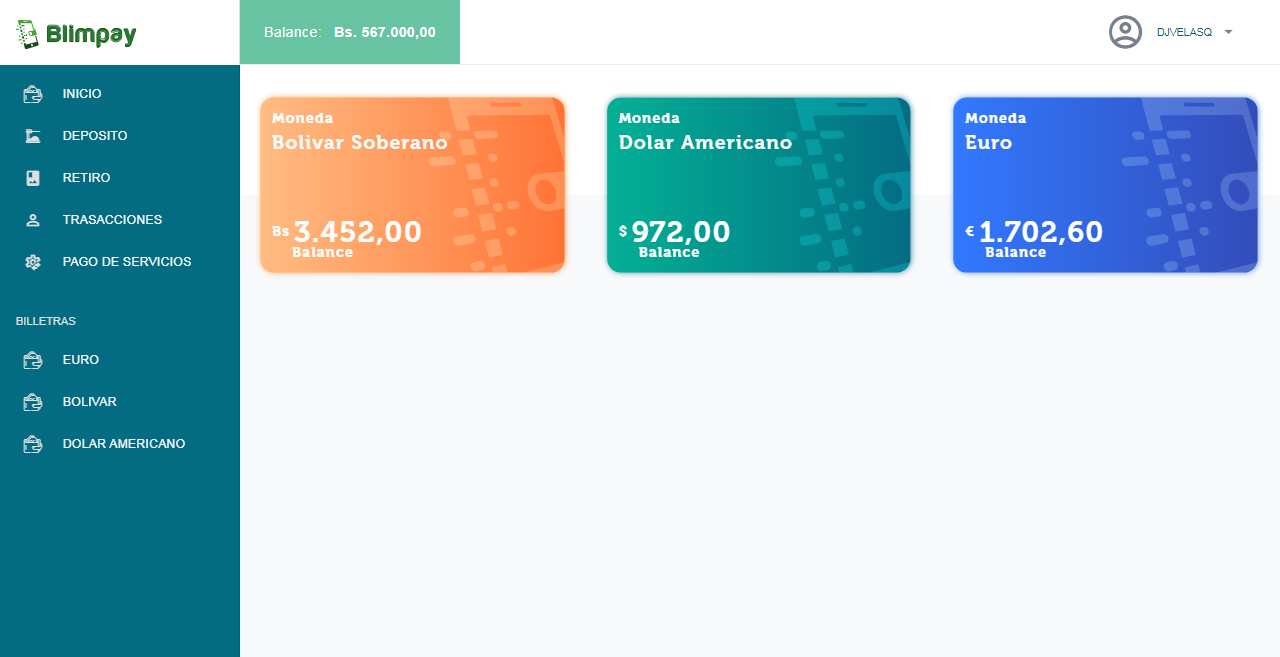 Blimpay
Balance: Bs. 567.000,00
DJVELASQ
INICIO
DEPOSITO
RETIRO
TRASACCIONES
PAGO DE SERVICIOS
BILLETRAS
EURO
BOLIVAR
DOLAR AMERICANO
Moneda
Bolivar Soberano
Bs 3.452,00
Balance
Moneda
Dolar Americano
$ 972,00
Balance
Moneda
Euro
€ 1.702,60
Balance